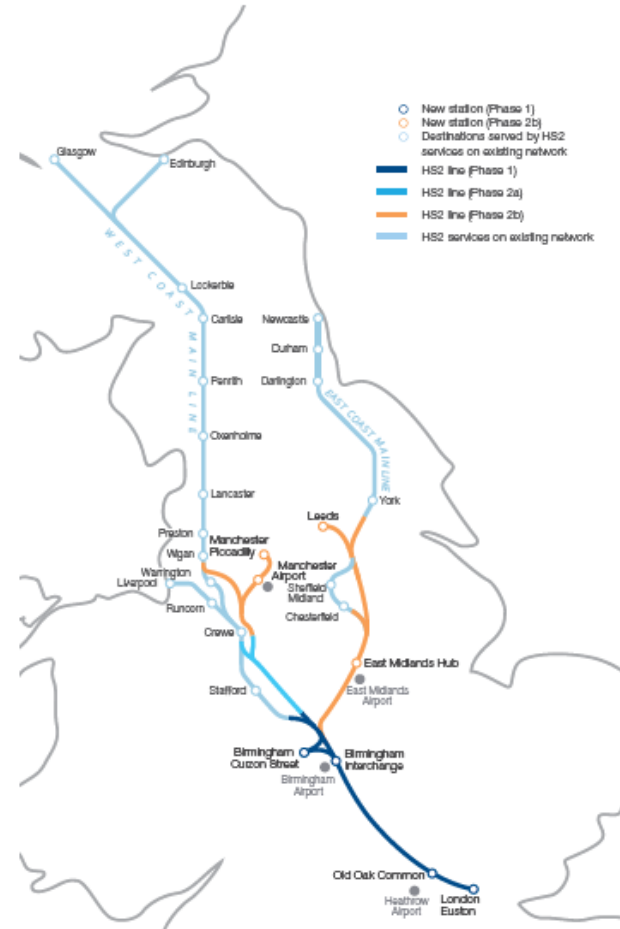 New station (Phase 1)
New station (Phase 2b)
Destinations served by HS2
services on existing network
HS2 line (Phase 1)
HS2 line (Phase 2a)
HS2 line (Phase 2b)
HS2 services on existing network
Glasgow
Edinburgh
WEST COAST MAIN LINE
Lockerbie
Carlisle
Newcastle
Durham
Penrith
Darlington
EAST COAST MAIN LINE
Oxenholme
Lancaster
York
Leeds
Preston
Manchester
Piccadilly
Wigan
Manchester
Airport
Warrington
Liverpool
Sheffield
Midland
Runcorn
Chesterfield
Crewe
East Midlands Hub
Stafford
East Midlands
Airport
Birmingham
Curzon Street
Birmingham
Interchange
Birmingham
Airport
Old Oak Common
Heathrow
Airport
London
Euston